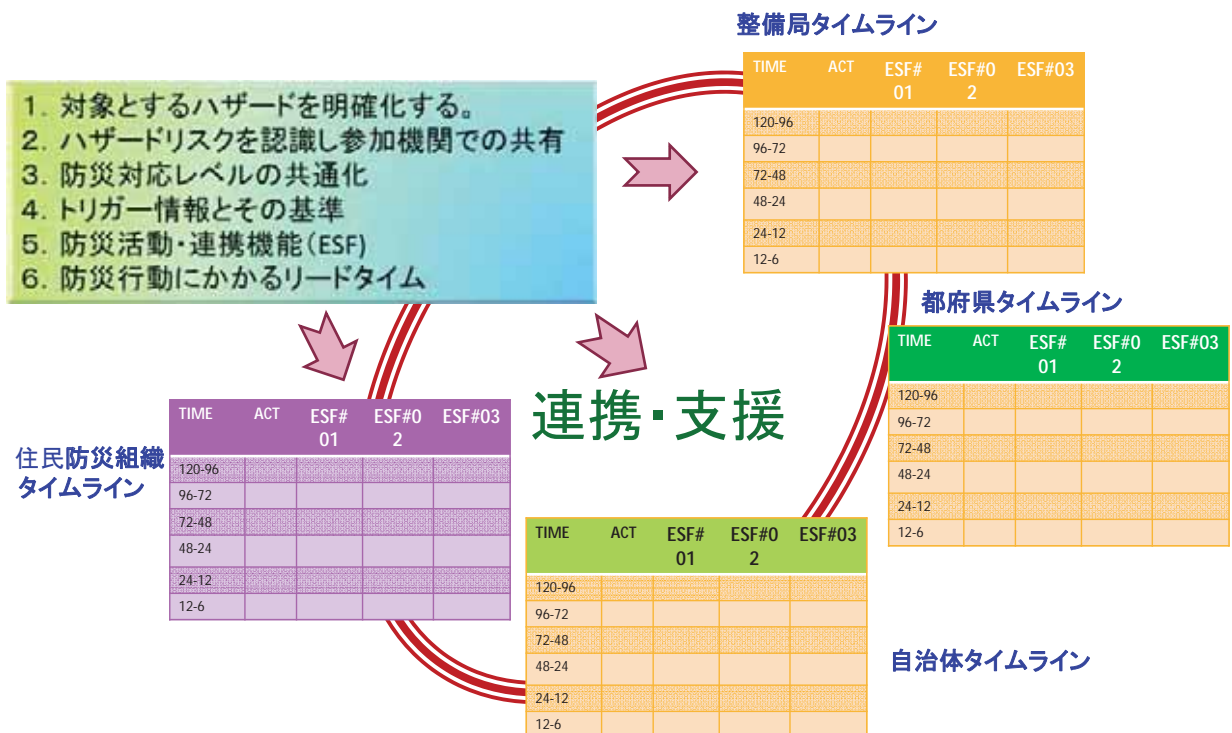 整備局タイムライン
1. 対象とするハザードを明確化する。
2. ハザードリスクを認識し参加機関での共有
3. 防災対応レベルの共通化
4. トリガー情報とその基準
5. 防災活動・連携機能(ESF)
6. 防災行動にかかるリードタイム
TIME ACT ESF# ESF#0 ESF#03
01 2
120-96
96-72
72-48
48-24
24-12
12-6
都府県タイムライン
TIME ACT ESF# ESF#0 ESF#03
01 2
120-96
96-72
72-48
48-24
24-12
12-6
連携・支援
住民防災組織
タイムライン
TIME ACT ESF# ESF#0 ESF#03
01 2
120-96
96-72
72-48
48-24
24-12
12-6
TIME ACT ESF# ESF#0 ESF#03
01 2
120-96
96-72
72-48
48-24
24-12
12-6
自治体タイムライン